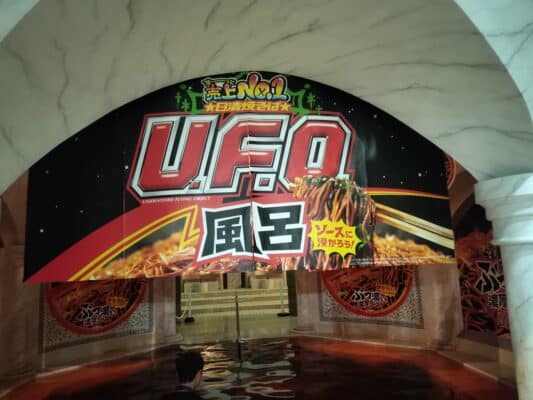 売上No.1
★日清焼そば★
U.F.O.
風呂
ソースに
浸かろう!